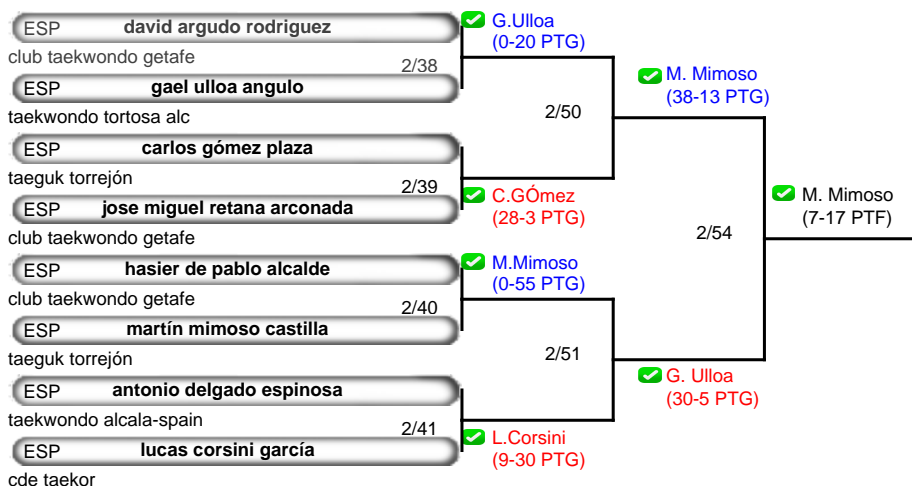 ESP david argudo rodriguez
club taekwondo getafe
2/38
ESP gael ulloa angulo
taekwondo tortosa alc
ESP carlos gómez plaza
taeguk torrejón
2/39
ESP jose miguel retana arconada
club taekwondo getafe
ESP hasier de pablo alcalde
club taekwondo getafe
2/40
ESP martín mimoso castilla
taeguk torrejón
ESP antonio delgado espinosa
taekwondo alcala-spain
2/41
ESP lucas corsini garcía
cde taekor
G.Ulloa
(0-20 PTG)
2/50
C.GÓmez
(28-3 PTG)
M.Mimoso
(0-55 PTG)
2/51
L.Corsini
(9-30 PTG)
M. Mimoso
(38-13 PTG)
2/54
G. Ulloa
(30-5 PTG)
M. Mimoso
(7-17 PTF)